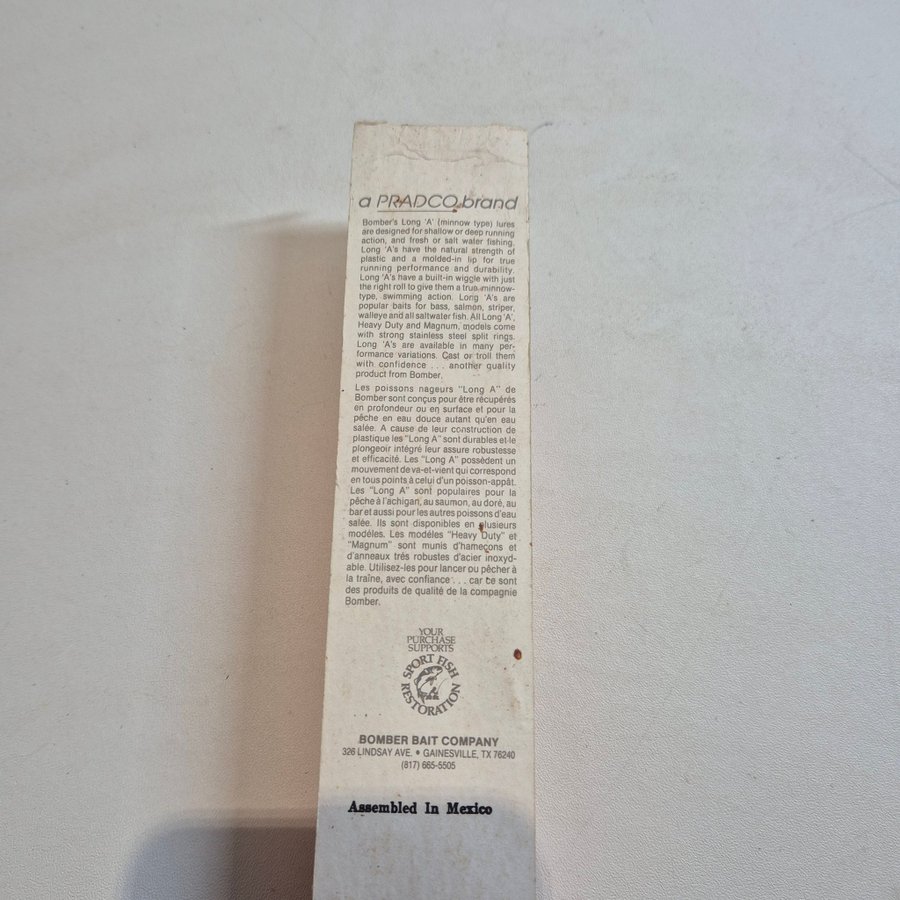 a PRADCO brand
Bomber's Long 'A' (minnow type) lures
are designed for shallow or deep running
action, and fresh or salt water fishing.
Long 'A's have the natural strength of
plastic and a molded-in lip for true
running performance and durability.
Long 'A's have a built-in wiggle with just
the right roll to give them a true minnow-
type, swimming action. Long 'A's are
popular baits for bass, salmon, striper,
walleye and all saltwater fish. All Long 'A',
Heavy Duty and Magnum, models come
with strong stainless steel split rings.
Long 'A's are available in many per-
formance variations. Cast or troll them
with confidence . . . another quality
product from Bomber.
Les poissons nageurs "Long A" de
Bomber sont conçus pour être récupérés
en profondeur ou en surface et pour la
pêche en eau douce autant qu'en eau
salée. A cause de leur construction de
plastique les "Long A" sont durables et le
plongeoir intégré leur assure robustesse
et efficacité. Les "Long A" possèdent un
mouvement de va-et-vient qui correspond
en tous points à celui d'un poisson-appât.
Les "Long A" sont populaires pour la
pêche à l'achigan, au saumon, au doré, au
bar et aussi pour les autres poissons d'eau
salée. Ils sont disponibles en plusieurs
modéles. Les modéles "Heavy Duty" et
"Magnum" sont munis d'hameçons et
d'anneaux très robustes d'acier inoxyd-
able. Utilisez-les pour lancer ou pêcher à
la traîne, avec confiance . . . car ce sont
des produits de qualité de la compagnie
Bomber.
YOUR
PURCHASE
SUPPORTS
SPORT FISH
RESTORATION
BOMBER BAIT COMPANY
326 LINDSAY AVE. • GAINESVILLE, TX 76240
(817) 665-5505
Assembled In Mexico